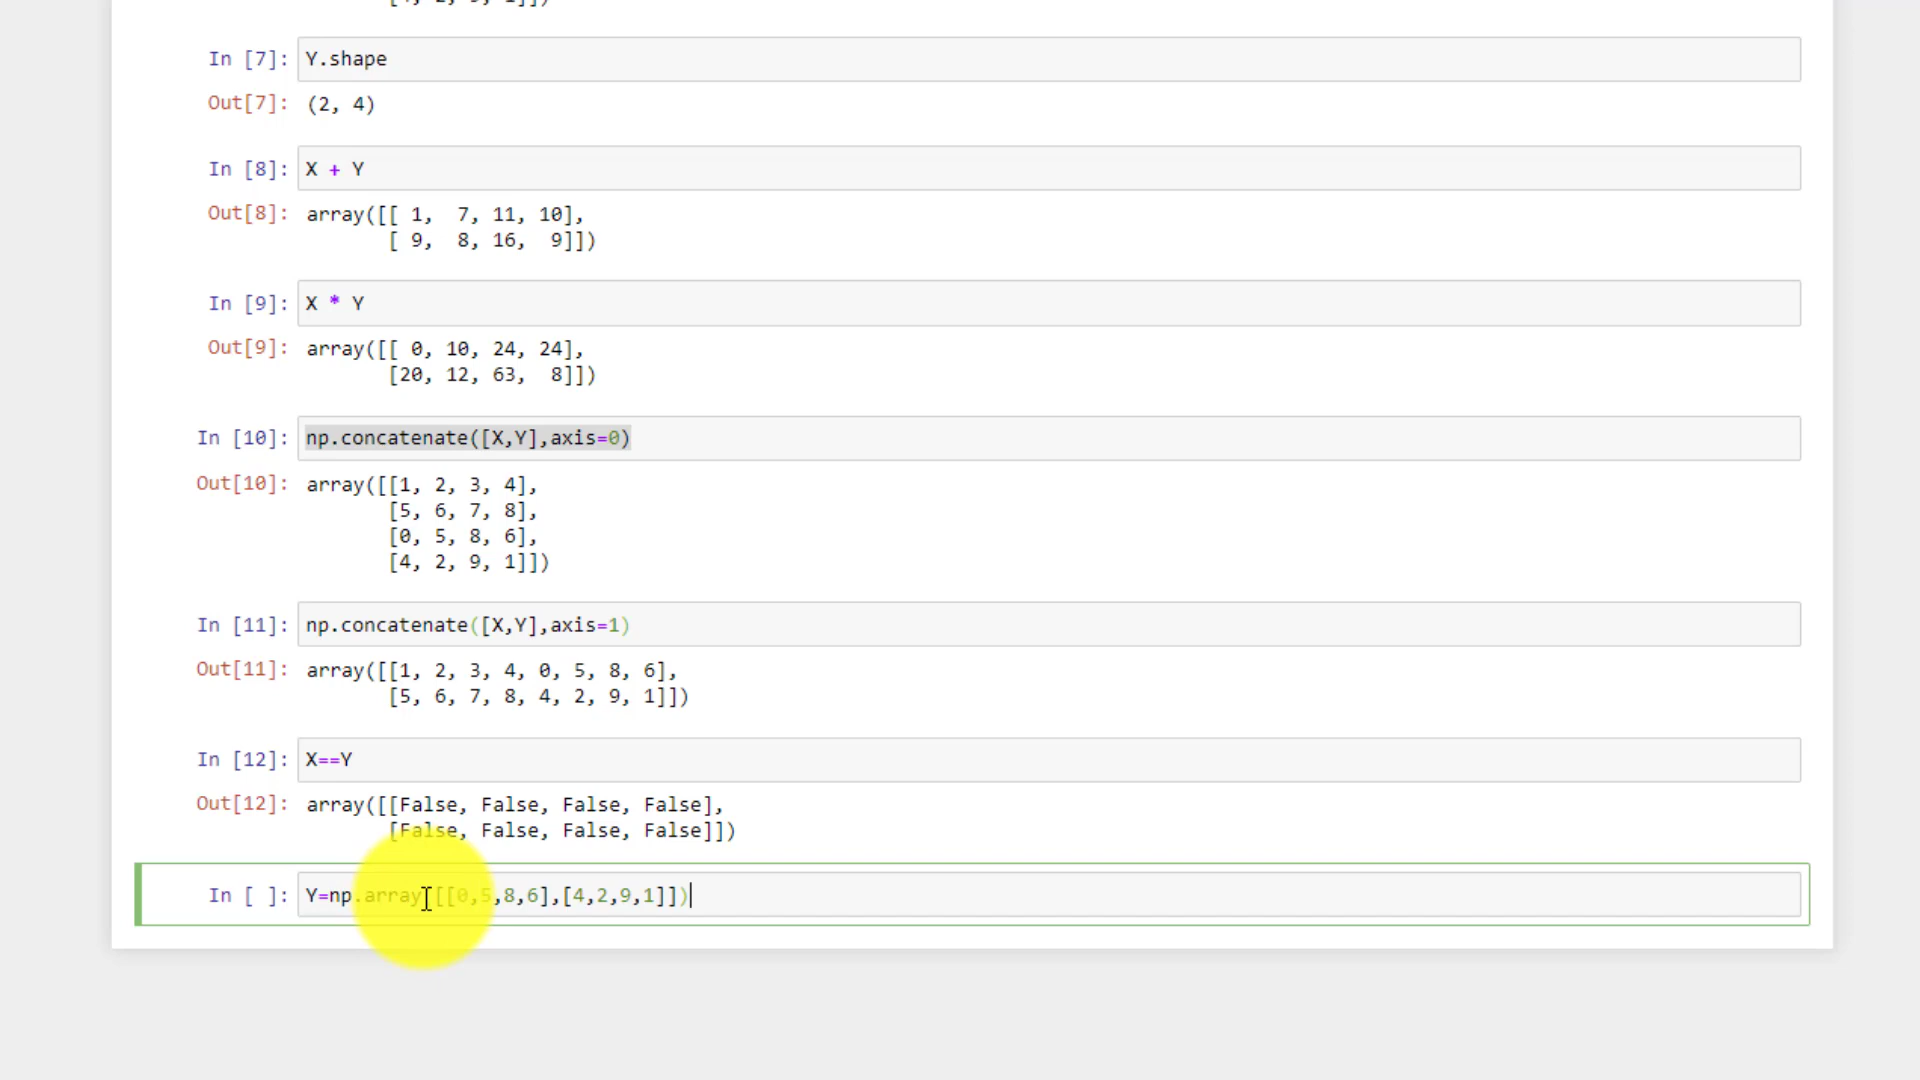 In [7]: Y.shape
Out[7]: (2, 4)
In [8]: X + Y
Out[8]: array([[ 1,  7, 11, 10],
       [ 9,  8, 16,  9]])
In [9]: X * Y
Out[9]: array([[ 0, 10, 24, 24],
       [20, 12, 63,  8]])
In [10]: np.concatenate([X,Y],axis=0)
Out[10]: array([[1, 2, 3, 4],
       [5, 6, 7, 8],
       [0, 5, 8, 6],
       [4, 2, 9, 1]])
In [11]: np.concatenate([X,Y],axis=1)
Out[11]: array([[1, 2, 3, 4, 0, 5, 8, 6],
       [5, 6, 7, 8, 4, 2, 9, 1]])
In [12]: X==Y
Out[12]: array([[False, False, False, False],
       [False, False, False, False]])
In [ ]: Y=np.array([[0,5,8,6],[4,2,9,1]])